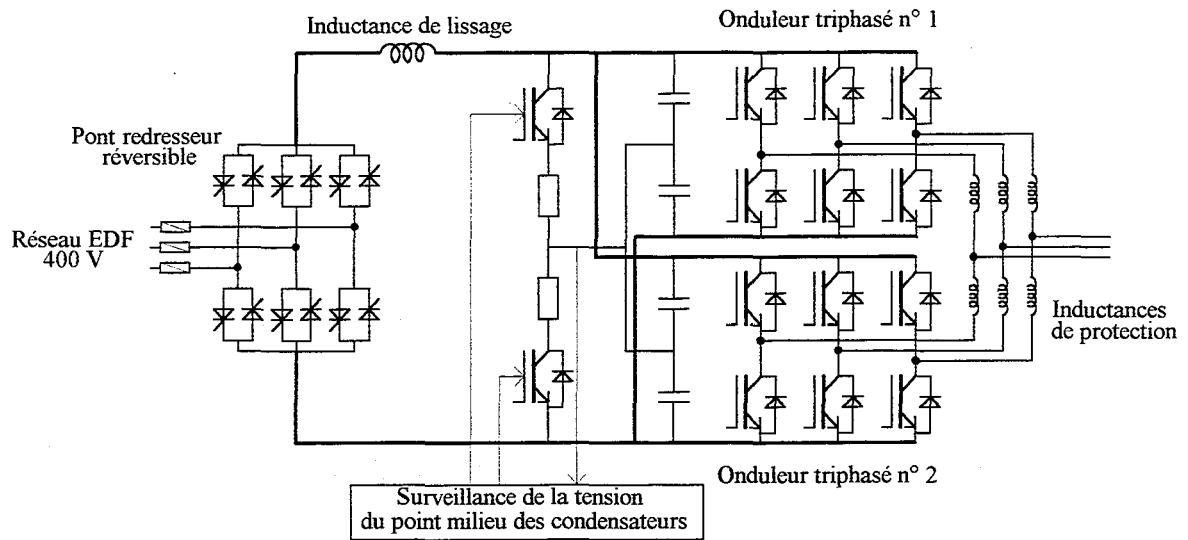 Onduleur triphasé n° 1
Inductance de lissage
Pont redresseur
réversible
Réseau EDF
400 V
Inductances
de protection
Onduleur triphasé n° 2
Surveillance de la tension
du point milieu des condensateurs